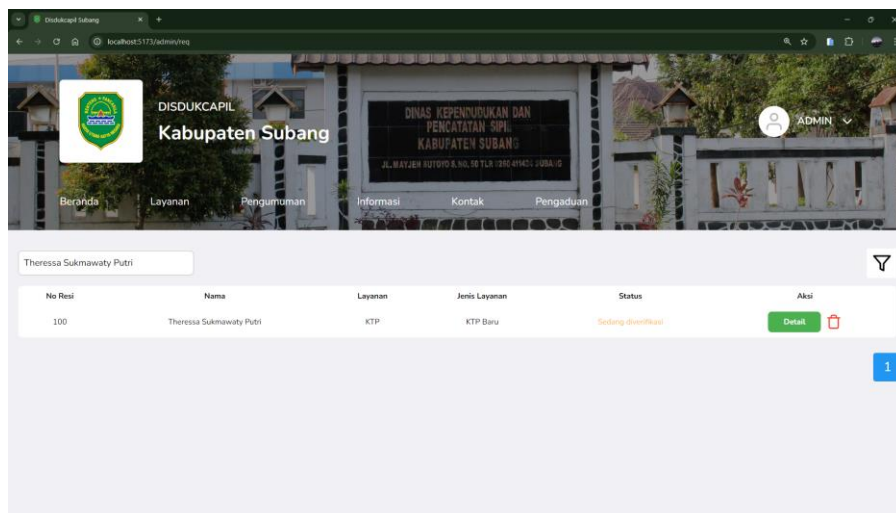 Disdukcapil Subang
localhost:5173/admin/req
DISDUKCAPIL
Kabupaten Subang
DINAS KEPENDUDUKAN DAN
PENCATATAN SIPIL
KABUPATEN SUBANG
ADMIN
Beranda Layanan Pengumuman Informasi Kontak Pengaduan
Theressa Sukmawaty Putri
No Resi Nama Layanan Jenis Layanan Status Aksi
100 Theressa Sukmawaty Putri KTP KTP Baru Sedang diverifikasi Detail
1